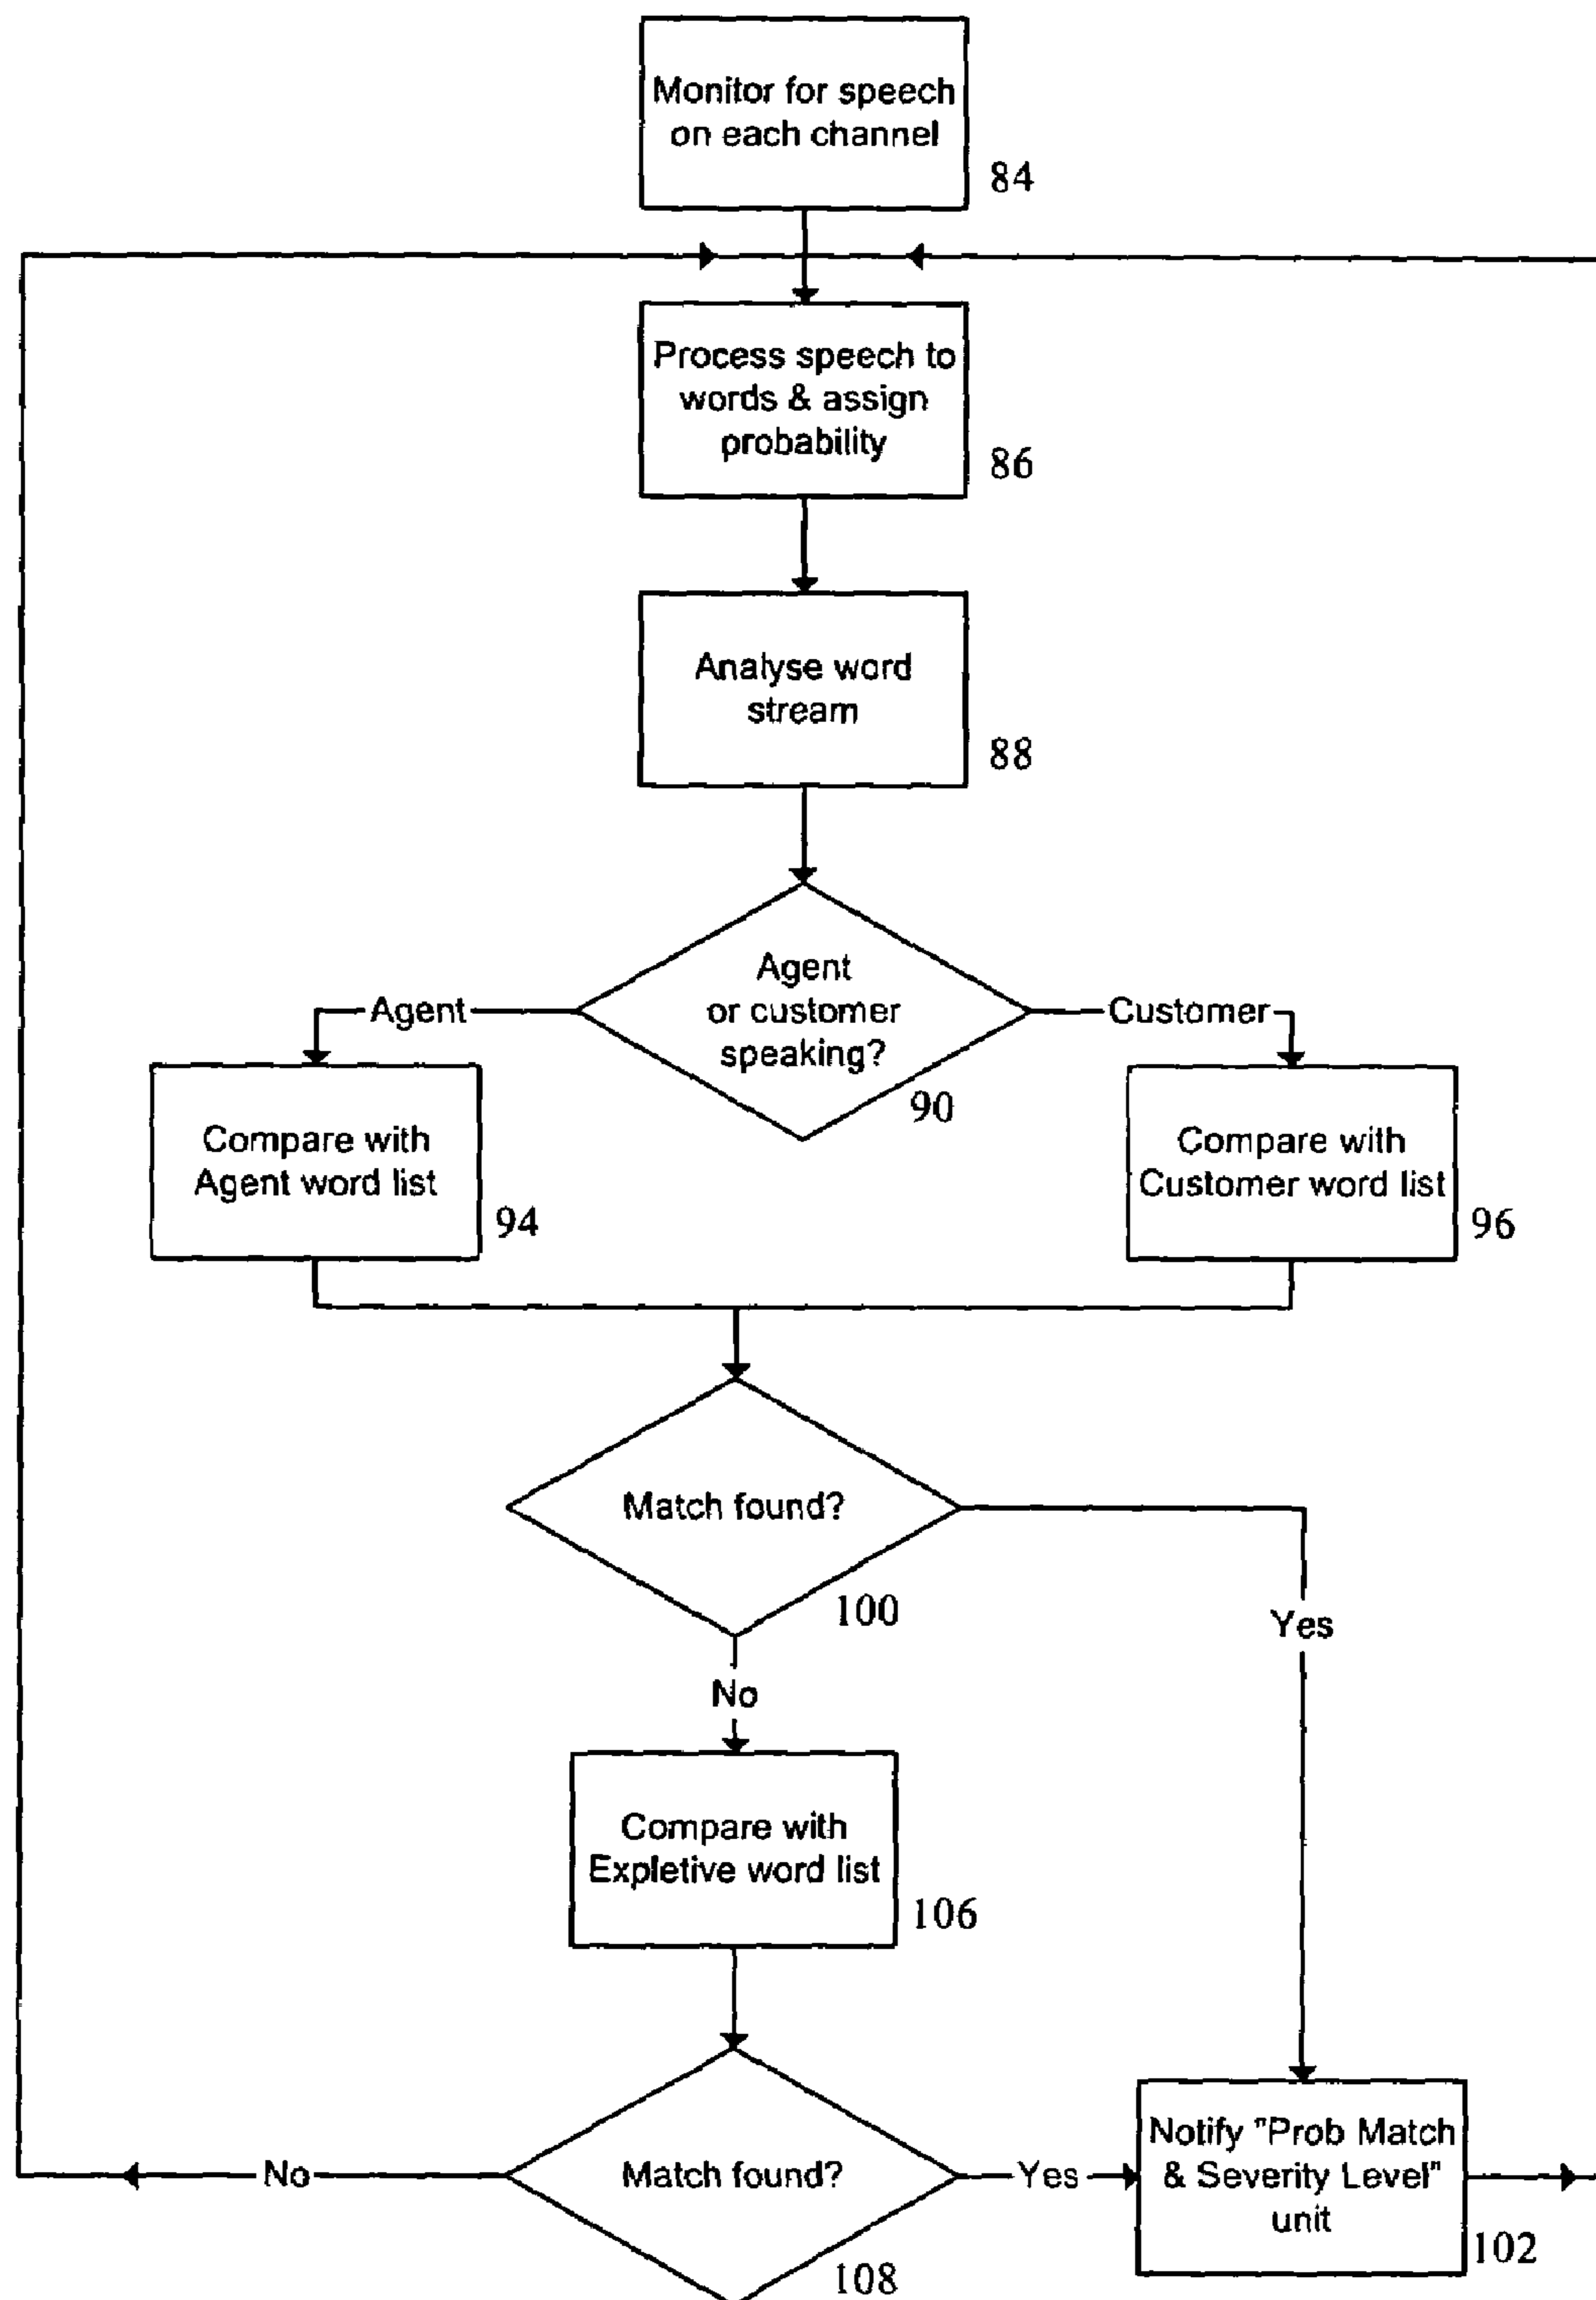 Monitor for speech
on each channel
84
Process speech to
words & assign
probability
86
Analyse word
stream
88
Agent
or customer
speaking?
90
Agent
Customer
Compare with
Agent word list
94
Compare with
Customer word list
96
Match found?
100
Yes
No
Compare with
Expletive word list
106
Match found?
108
No
Yes
Notify "Prob Match
& Severity Level"
unit
102